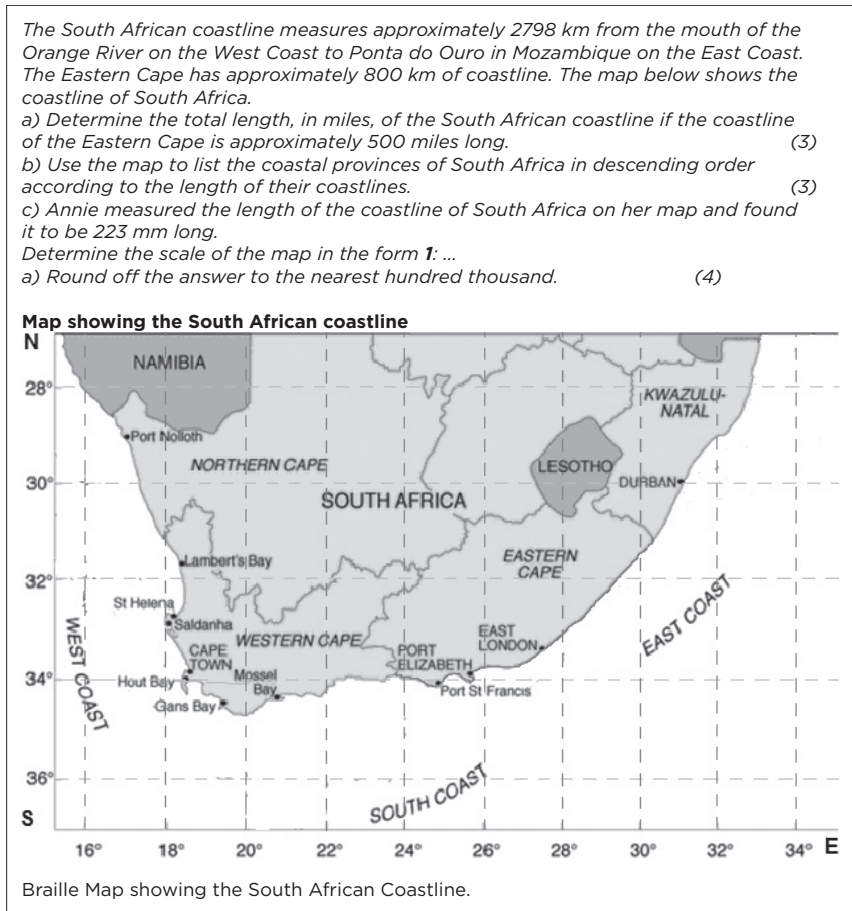 The South African coastline measures approximately 2798 km from the mouth of the
Orange River on the West Coast to Ponta do Ouro in Mozambique on the East Coast.
The Eastern Cape has approximately 800 km of coastline. The map below shows the
coastline of South Africa.
a) Determine the total length, in miles, of the South African coastline if the coastline
of the Eastern Cape is approximately 500 miles long. (3)
b) Use the map to list the coastal provinces of South Africa in descending order
according to the length of their coastlines. (3)
c) Annie measured the length of the coastline of South Africa on her map and found
it to be 223 mm long.
Determine the scale of the map in the form 1: ...
a) Round off the answer to the nearest hundred thousand. (4)
Map showing the South African coastline
N
NAMIBIA
28°
KWAZULU-
NATAL
Port Nolloth
NORTHERN CAPE
LESOTHO
30°
DURBAN
SOUTH AFRICA
Lambert's Bay
EASTERN
CAPE
32°
St Helena
Saldanha
WEST COAST
WESTERN CAPE
EAST
LONDON
EAST COAST
CAPE
TOWN
PORT
ELIZABETH
34°
Hout Bay
Mossel
Bay
Port St Francis
Gans Bay
36°
SOUTH COAST
S
16° 18° 20° 22° 24° 26° 28° 30° 32° 34° E
Braille Map showing the South African Coastline.